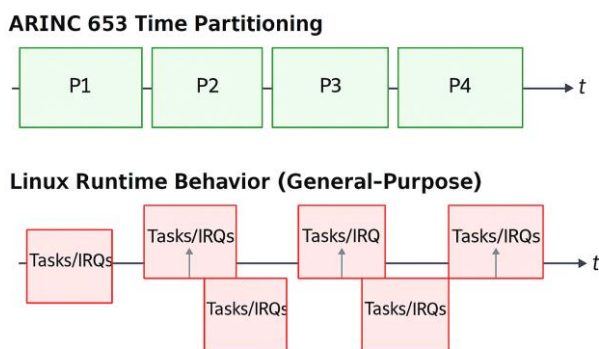 ARINC 653 Time Partitioning
P1 P2 P3 P4 t
Linux Runtime Behavior (General–Purpose)
Tasks/IRQs Tasks/IRQ Tasks/IRQs
Tasks/IRQs t
Tasks/IRQs Tasks/IRQs